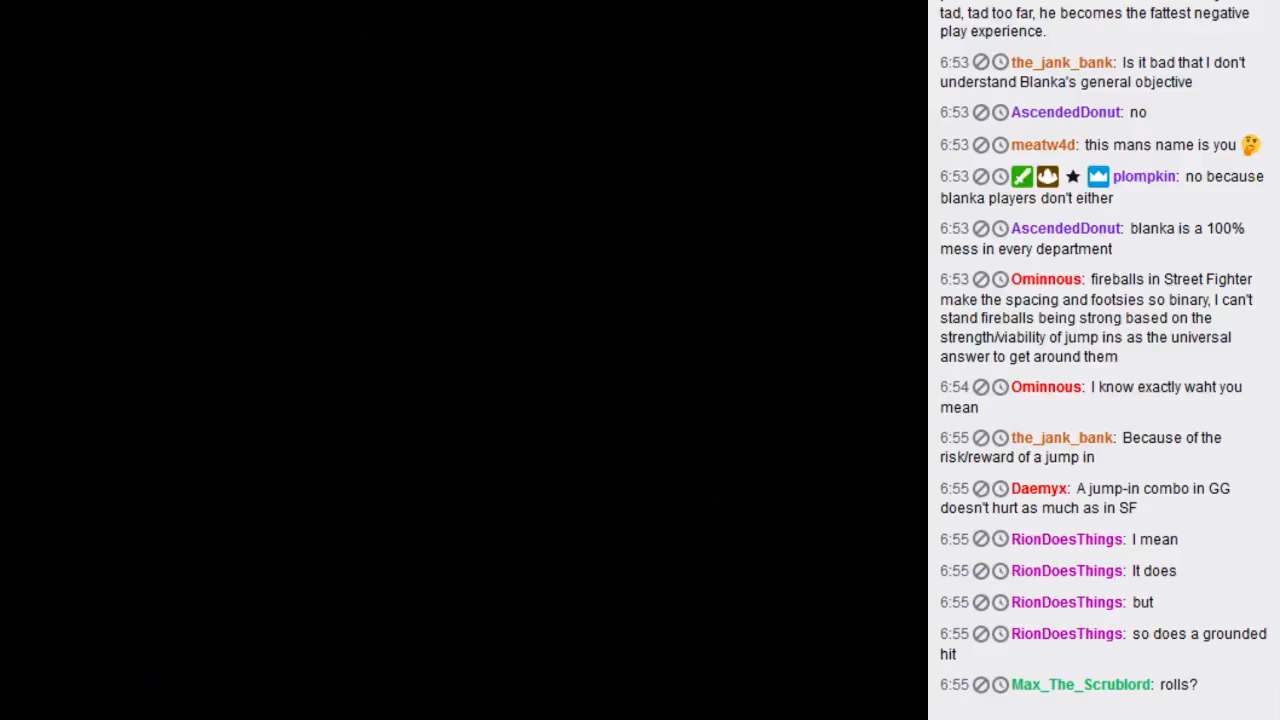 tad, tad too far, he becomes the fattest negative
play experience.
6:53 the_jank_bank: Is it bad that I don't
understand Blanka's general objective
6:53 AscendedDonut: no
6:53 meatw4d: this mans name is you 🤔
6:53 plompkin: no because
blanka players don't either
6:53 AscendedDonut: blanka is a 100%
mess in every department
6:53 Ominnous: fireballs in Street Fighter
make the spacing and footsies so binary, I can't
stand fireballs being strong based on the
strength/viability of jump ins as the universal
answer to get around them
6:54 Ominnous: I know exactly waht you
mean
6:55 the_jank_bank: Because of the
risk/reward of a jump in
6:55 Daemyx: A jump-in combo in GG
doesn't hurt as much as in SF
6:55 RionDoesThings: I mean
6:55 RionDoesThings: It does
6:55 RionDoesThings: but
6:55 RionDoesThings: so does a grounded
hit
6:55 Max_The_Scrublord: rolls?